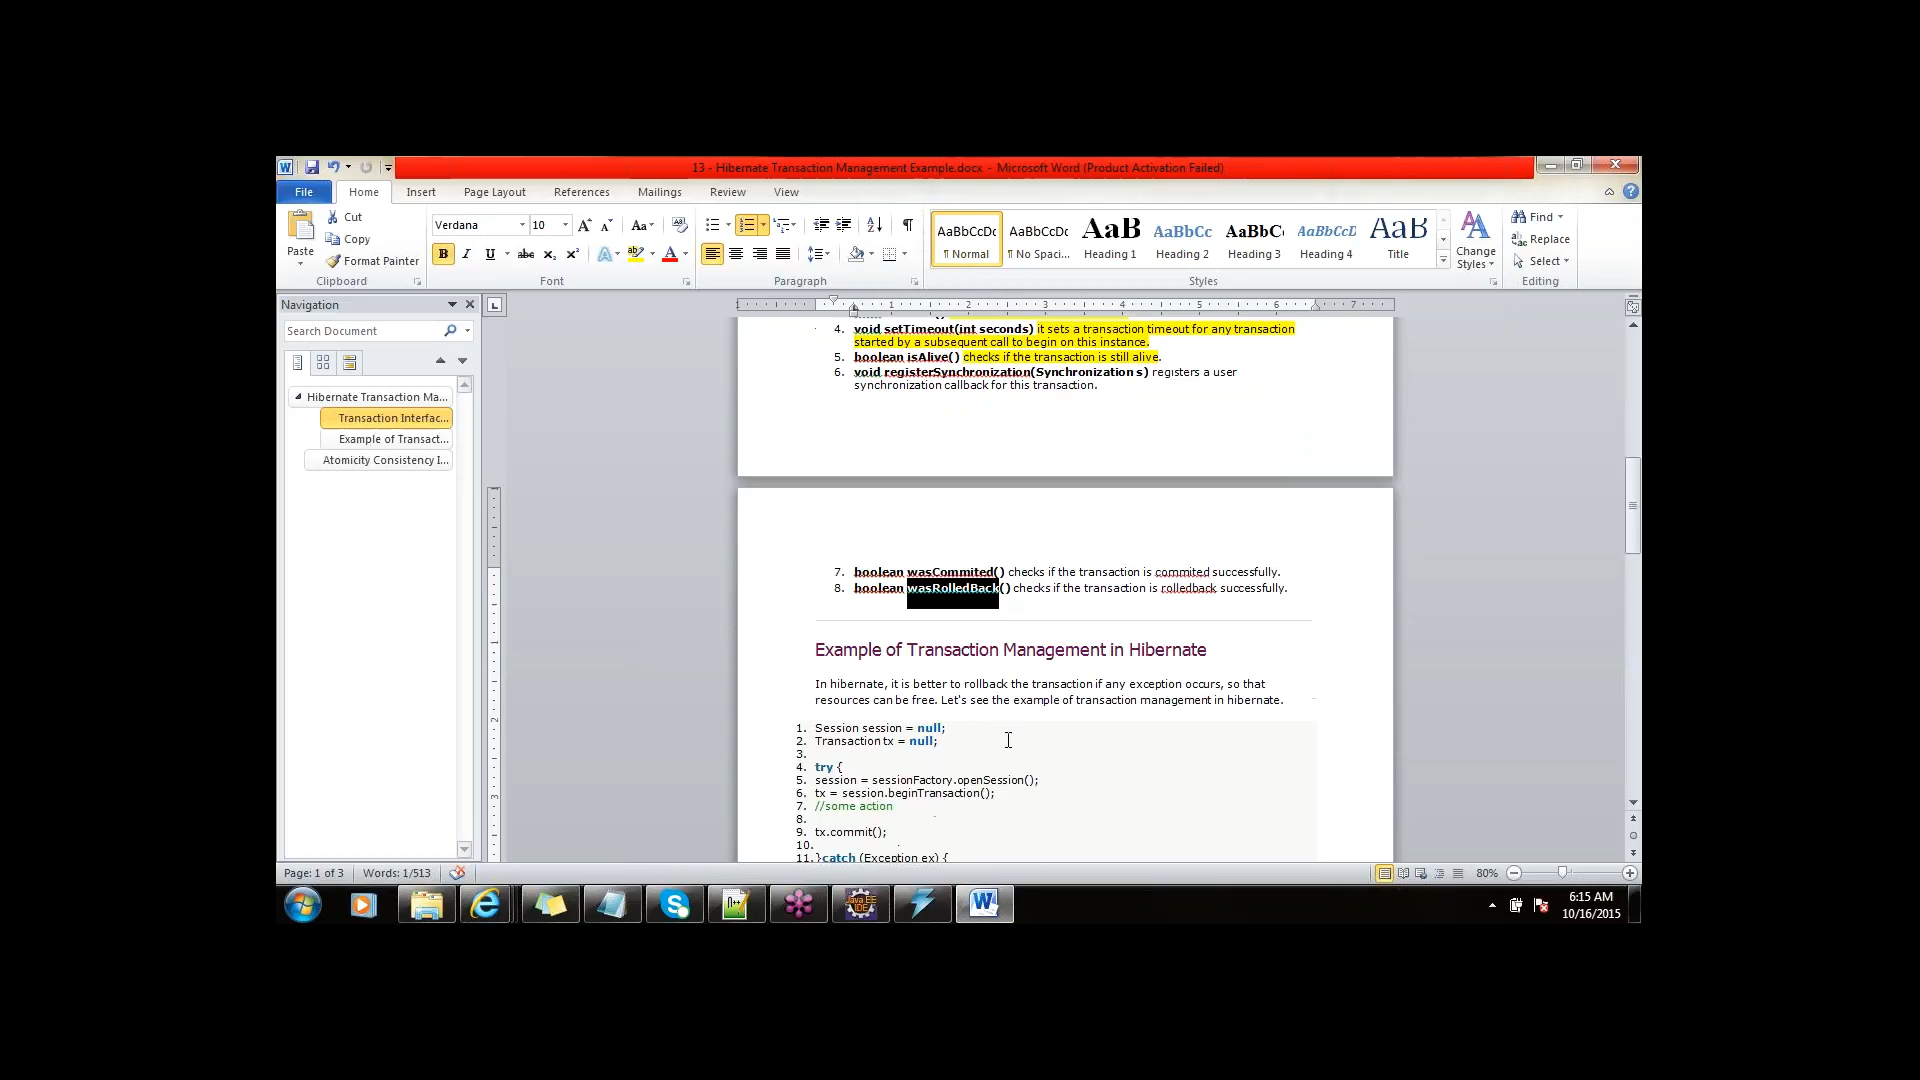 13 - Hibernate Transaction Management Example.docx - Microsoft Word (Product Activation Failed)
File Home Insert Page Layout References Mailings Review View
Paste
Cut
Copy
Format Painter
Clipboard
Verdana 10
Font
Paragraph
AaBbCcDc AaBbCcDc AaB AaBbCc AaBbC AaBbCcD AaB
¶ Normal ¶ No Spaci... Heading 1 Heading 2 Heading 3 Heading 4 Title
Change Styles
Styles
Find
Replace
Select
Editing
Navigation
Search Document
Hibernate Transaction Ma...
Transaction Interfac...
Example of Transact...
Atomicity Consistency I...
4. void setTimeout(int seconds) it sets a transaction timeout for any transaction
started by a subsequent call to begin on this instance.
5. boolean isAlive() checks if the transaction is still alive.
6. void registerSynchronization(Synchronization s) registers a user
synchronization callback for this transaction.
7. boolean wasCommited() checks if the transaction is commited successfully.
8. boolean wasRolledBack() checks if the transaction is rolledback successfully.
Example of Transaction Management in Hibernate
In hibernate, it is better to rollback the transaction if any exception occurs, so that
resources can be free. Let's see the example of transaction management in hibernate.
1. Session session = null;
2. Transaction tx = null;
3.
4. try {
5. session = sessionFactory.openSession();
6. tx = session.beginTransaction();
7. //some action
8.
9. tx.commit();
10.
11. }catch (Exception ex) {
Page: 1 of 3 Words: 1/513 80%
6:15 AM
10/16/2015